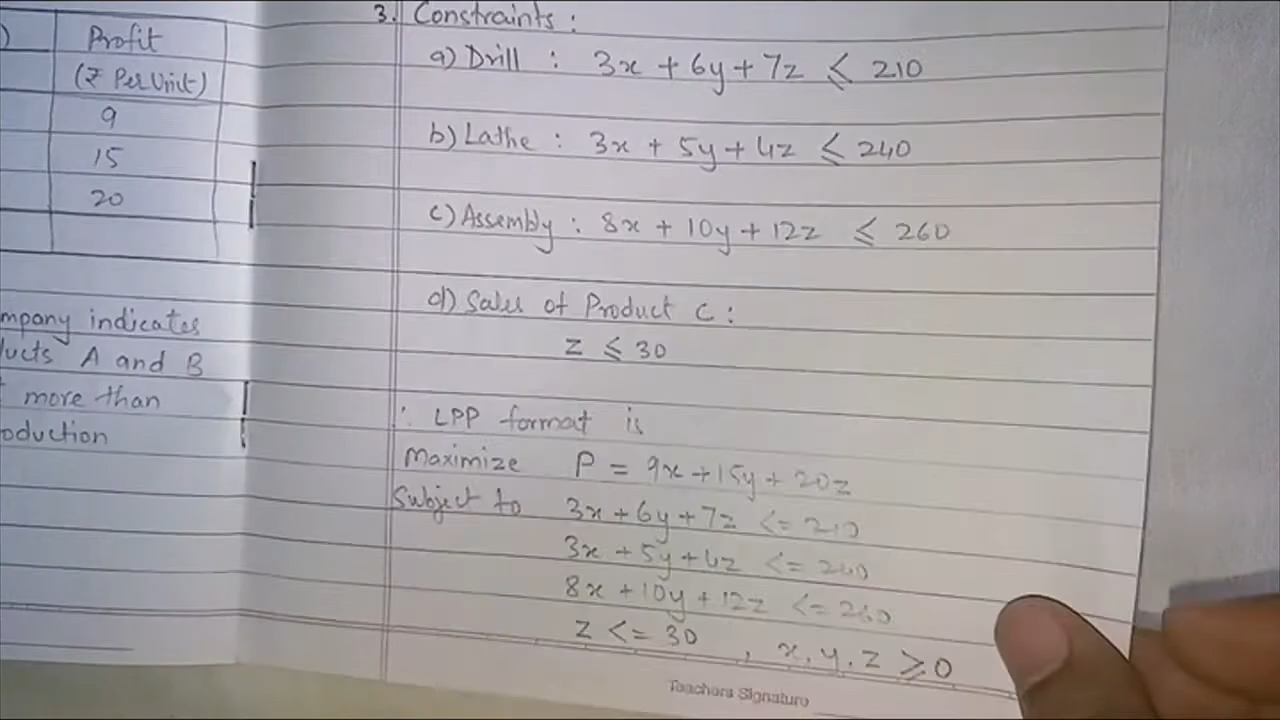 )
Profit
(₹ Per Unit)
9
15
20
mpany indicates
ucts A and B
more than
oduction
3. Constraints :
a) Drill : 3x + 6y + 7z ⩽ 210
b) Lathe : 3x + 5y + 4z ⩽ 240
c) Assembly : 8x + 10y + 12z ⩽ 260
d) Sales of Product C :
z ⩽ 30
∴ LPP format is
Maximize P = 9x + 15y + 20z
Subject to 3x + 6y + 7z <= 210
3x + 5y + 4z <= 240
8x + 10y + 12z <= 260
z <= 30 , x, y, z ⩾ 0
Teachers Signature